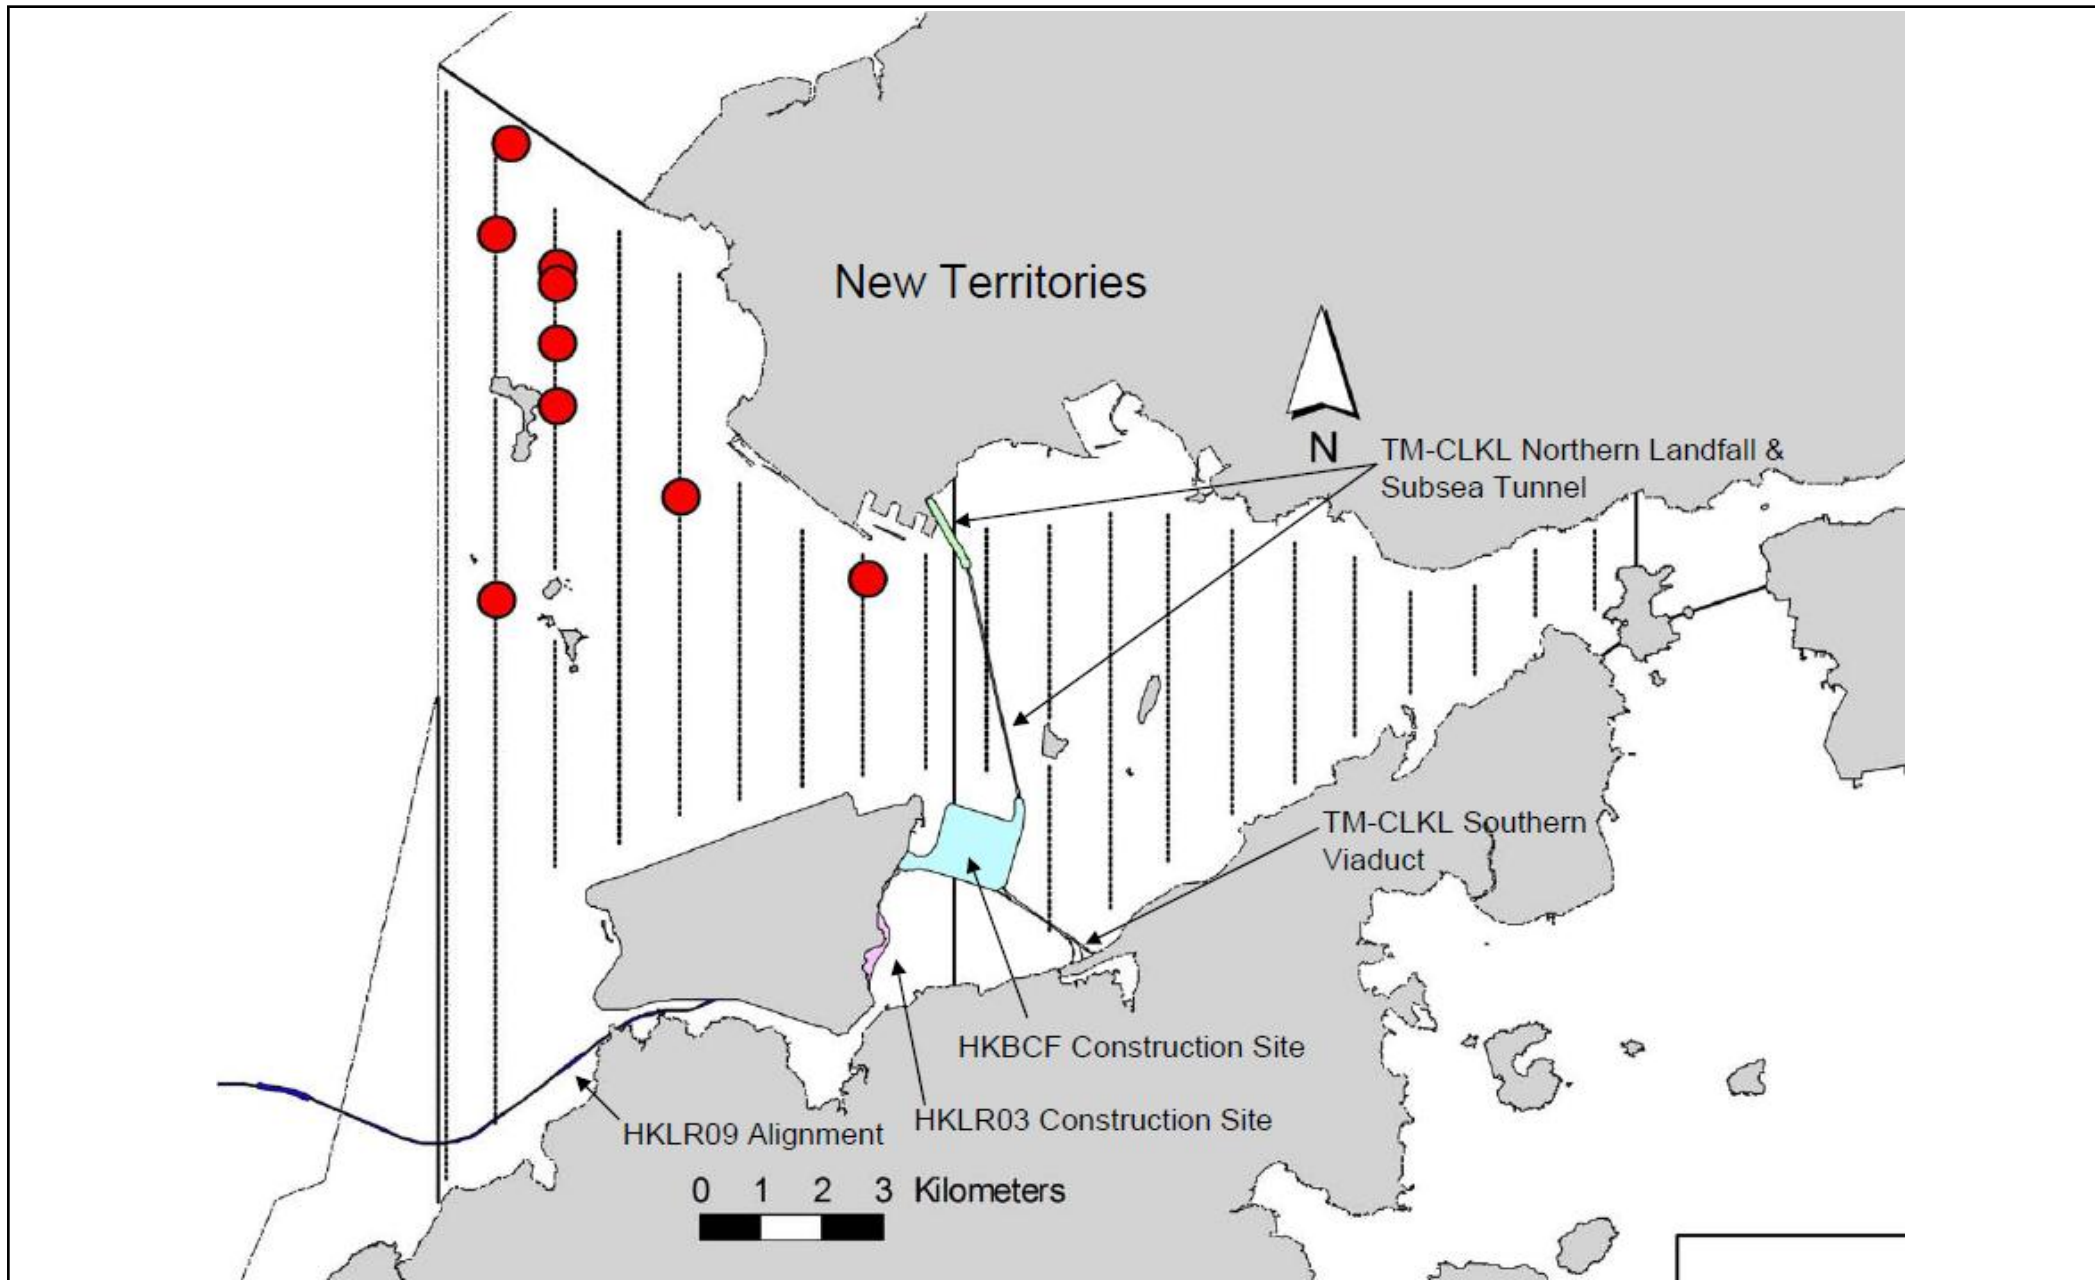 New Territories
N
TM-CLKL Northern Landfall &
Subsea Tunnel
TM-CLKL Southern
Viaduct
HKBCF Construction Site
HKLR03 Construction Site
HKLR09 Alignment
0 1 2 3 Kilometers